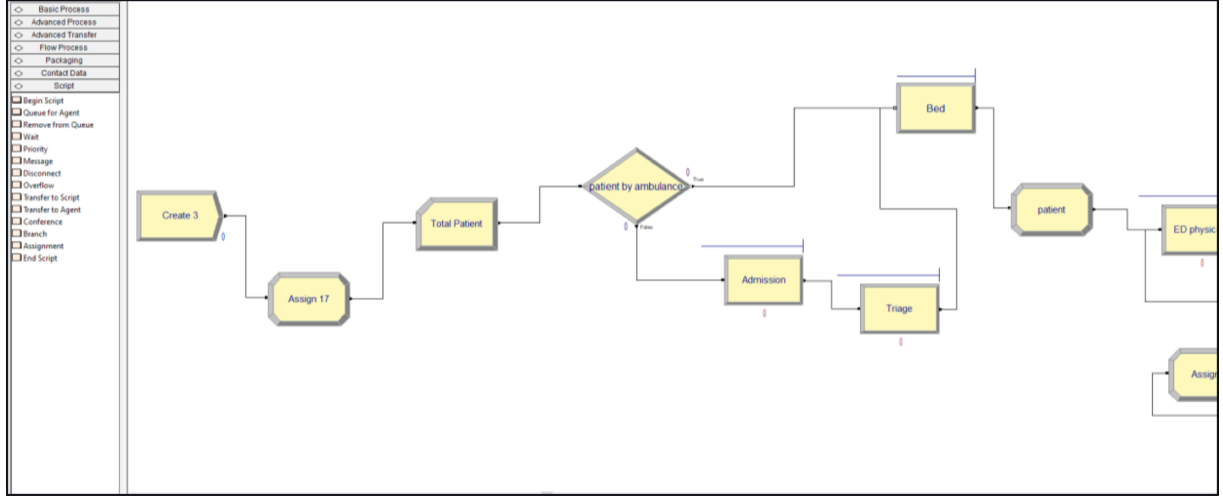 Basic Process
Advanced Process
Advanced Transfer
Flow Process
Packaging
Contact Data
Script
Begin Script
Queue for Agent
Remove from Queue
Wait
Priority
Message
Disconnect
Overflow
Transfer to Script
Transfer to Agent
Conference
Branch
Assignment
End Script
Create 3
0
Assign 17
Total Patient
patient by ambulance
0
True
0
False
Admission
0
Triage
0
Bed
patient
ED physic
0
Assign